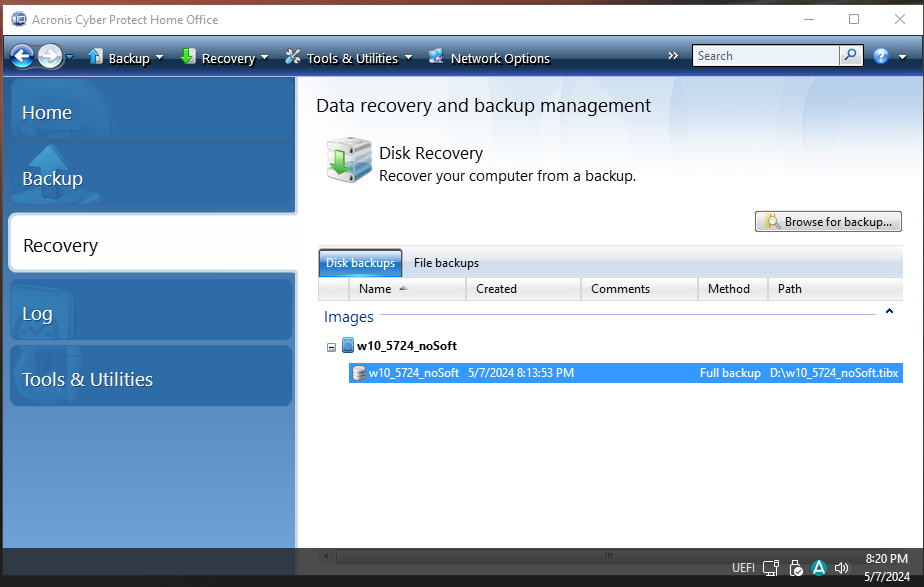 Acronis Cyber Protect Home Office
Backup Recovery Tools & Utilities Network Options » Search
Home
Backup
Recovery
Log
Tools & Utilities
Data recovery and backup management
Disk Recovery
Recover your computer from a backup.
Browse for backup...
Disk backups File backups
Name Created Comments Method Path
Images
w10_5724_noSoft
w10_5724_noSoft 5/7/2024 8:13:53 PM Full backup D:\w10_5724_noSoft.tibx
UEFI 8:20 PM
5/7/2024